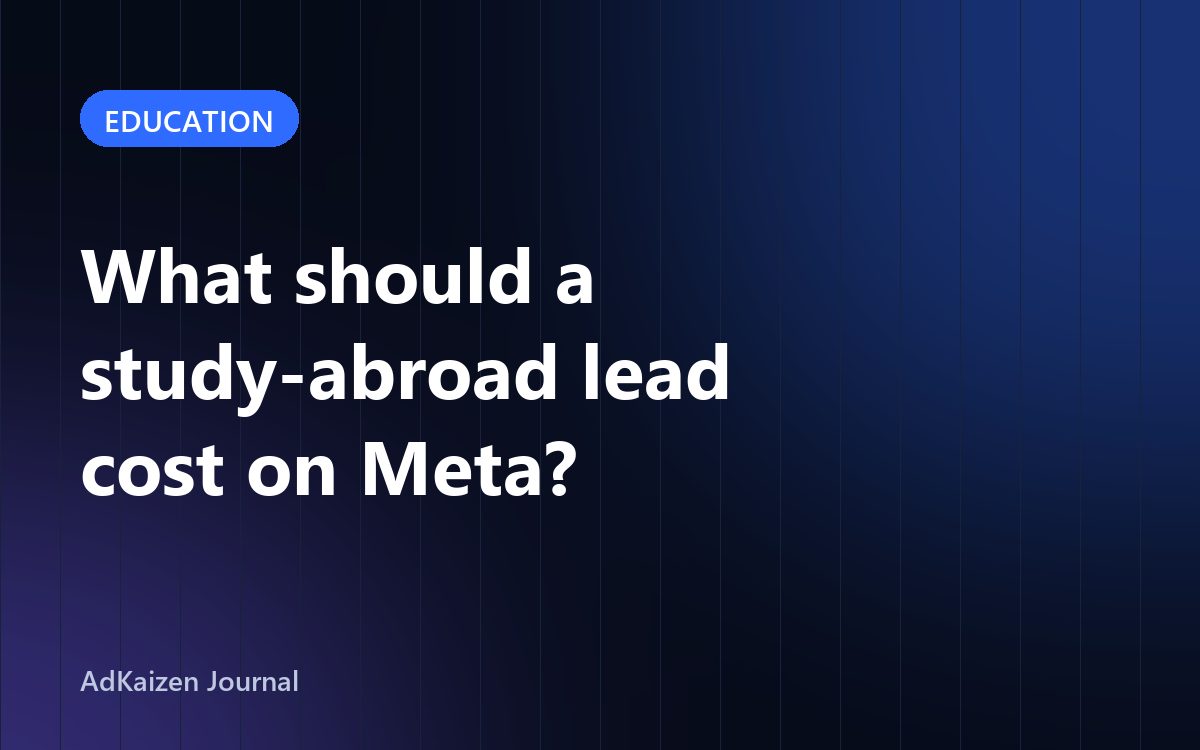 EDUCATION
What should a
study-abroad lead
cost on Meta?
AdKaizen Journal